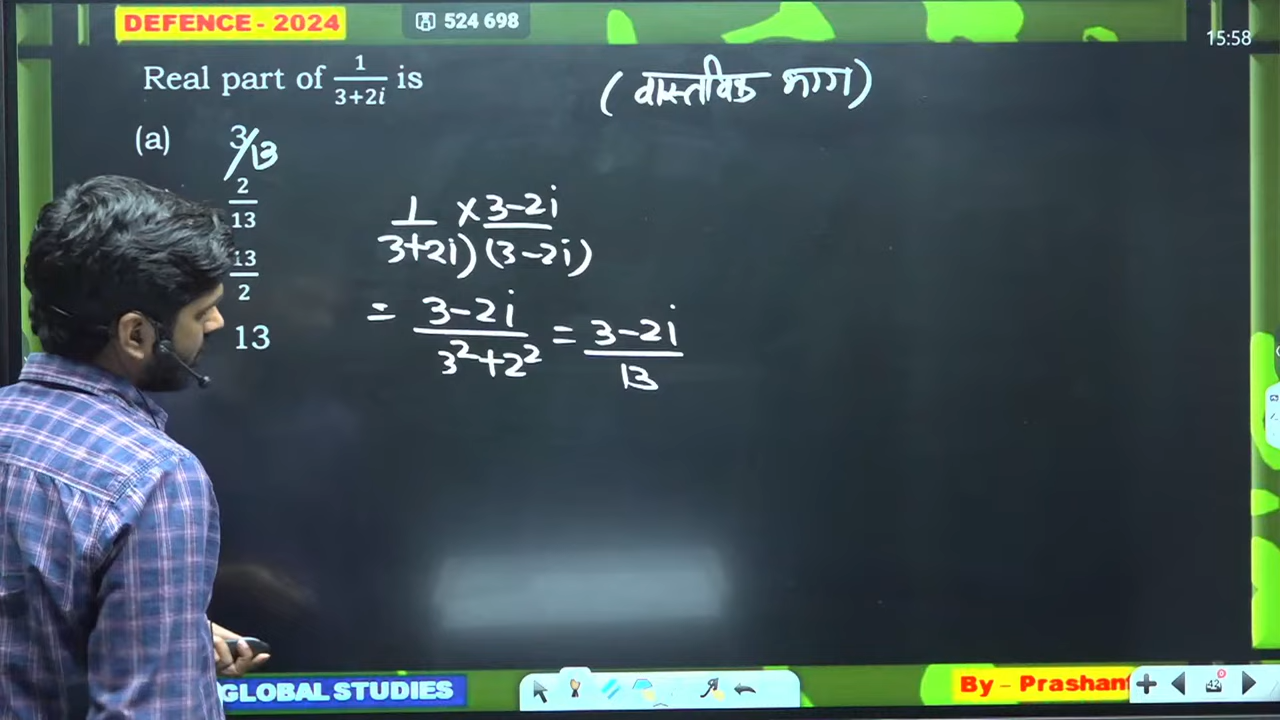 DEFENCE - 2024
524 698
15:58
Real part of 1/3+2i is
(वास्तविक भाग)
(a) 3/13
2/13
13/2
13
1/3+2i) × 3-2i/(3-2i)
= 3-2i/3²+2² = 3-2i/13
GLOBAL STUDIES
By - Prashant